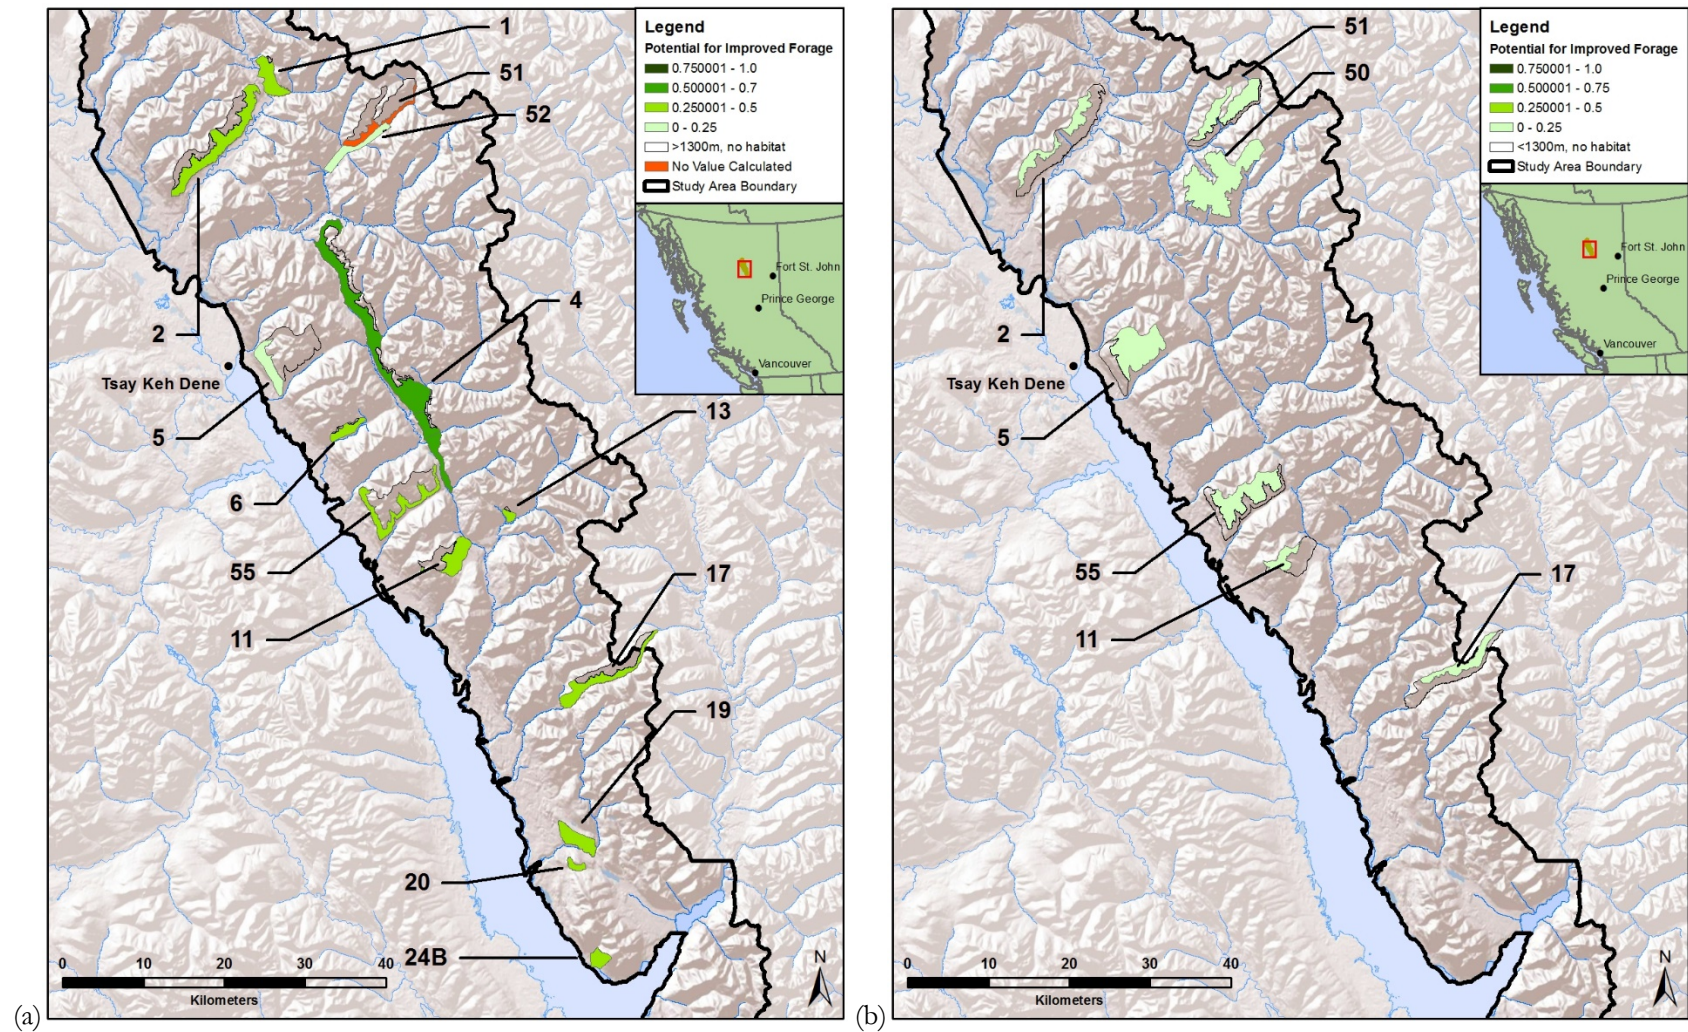 1
51
52
2
4
Tsay Keh Dene
5
13
6
55
17
11
19
20
24B
0 10 20 30 40
Kilometers
N
Legend
Potential for Improved Forage
0.750001 - 1.0
0.500001 - 0.7
0.250001 - 0.5
0 - 0.25
>1300m, no habitat
No Value Calculated
Study Area Boundary
Fort St. John
Prince George
Vancouver
(a)
51
50
2
Tsay Keh Dene
5
55
17
11
0 10 20 30 40
Kilometers
N
Legend
Potential for Improved Forage
0.750001 - 1.0
0.500001 - 0.75
0.250001 - 0.5
0 - 0.25
<1300m, no habitat
Study Area Boundary
Fort St. John
Prince George
Vancouver
(b)